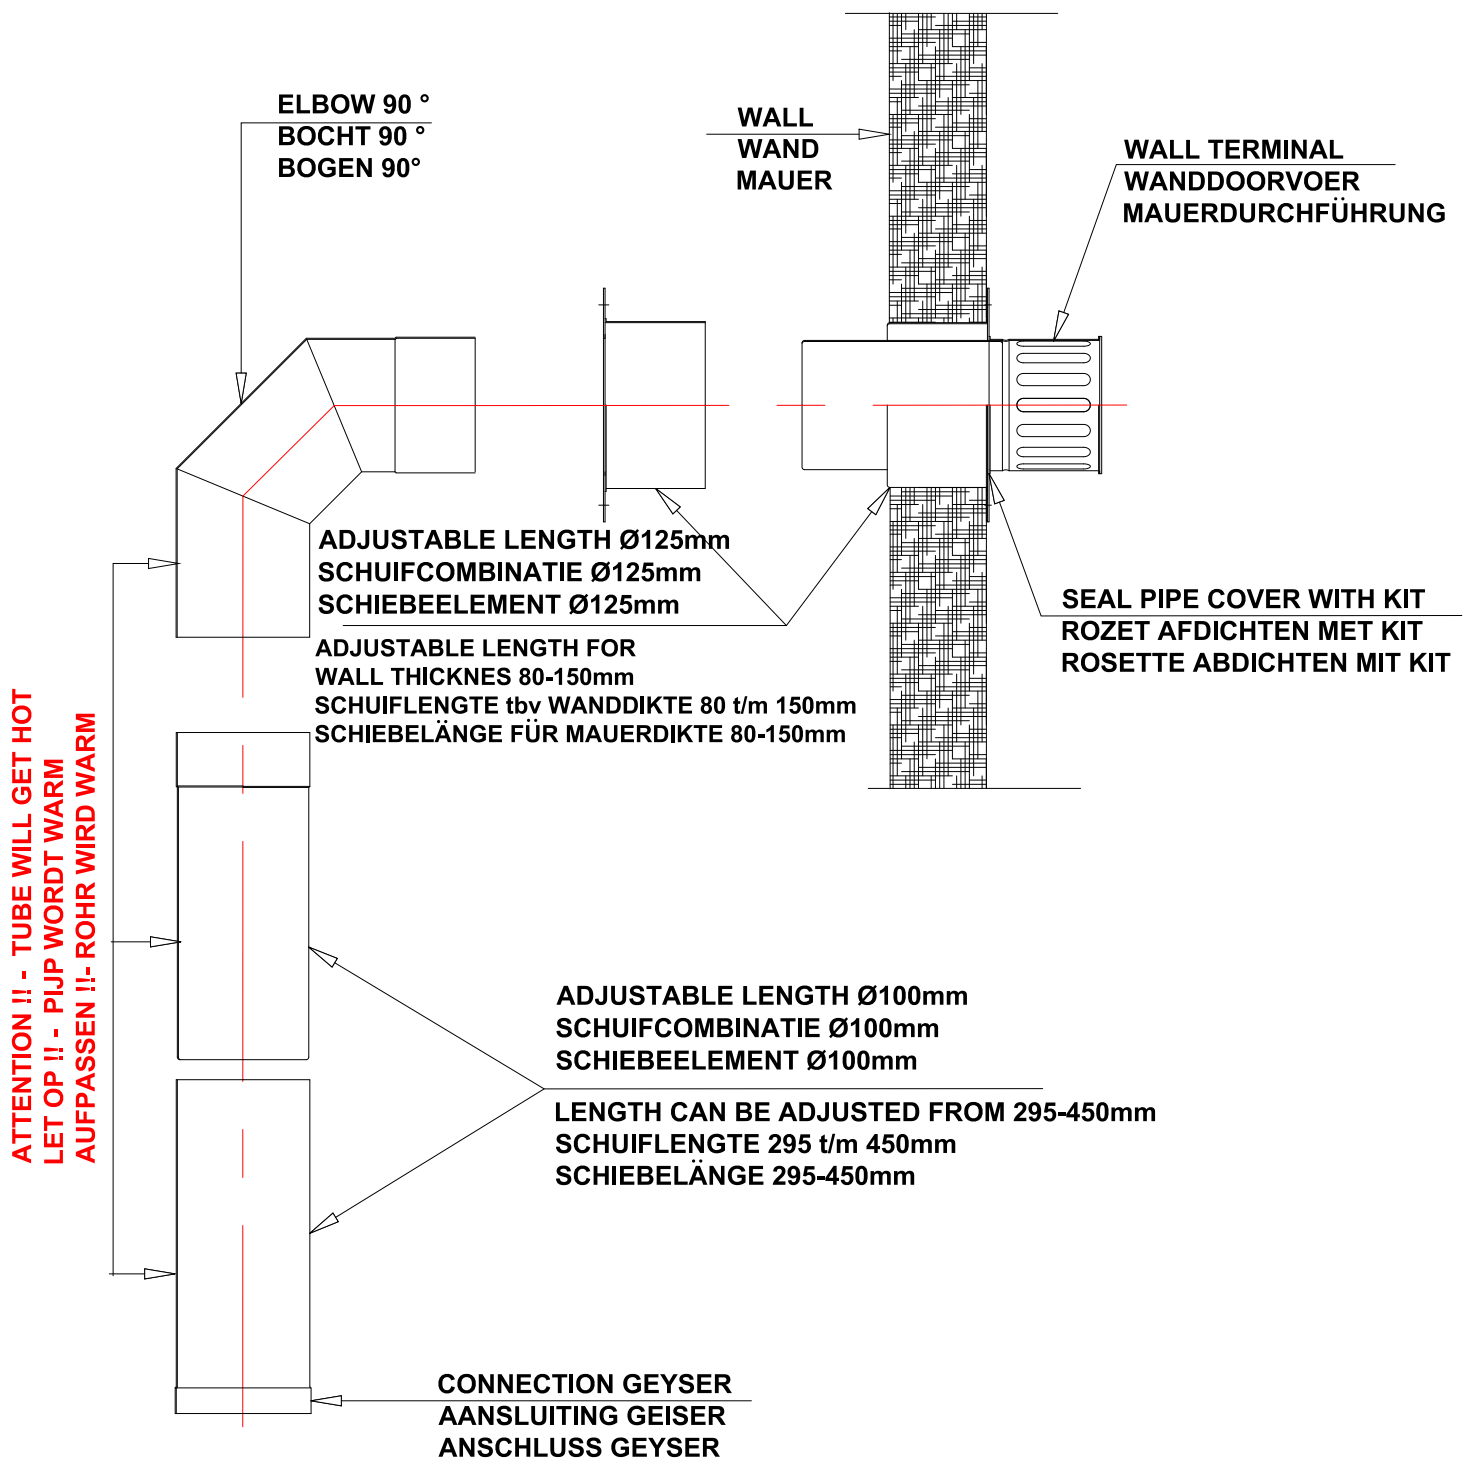 ELBOW 90 °
BOCHT 90 °
BOGEN 90°
WALL
WAND
MAUER
WALL TERMINAL
WANDDOORVOER
MAUERDURCHFÜHRUNG
ADJUSTABLE LENGTH Ø125mm
SCHUIFCOMBINATIE Ø125mm
SCHIEBEELEMENT Ø125mm
ADJUSTABLE LENGTH FOR
WALL THICKNES 80-150mm
SCHUIFLENGTE tbv WANDDIKTE 80 t/m 150mm
SCHIEBELÄNGE FÜR MAUERDIKTE 80-150mm
SEAL PIPE COVER WITH KIT
ROZET AFDICHTEN MET KIT
ROSETTE ABDICHTEN MIT KIT
ATTENTION !! - TUBE WILL GET HOT
LET OP !! - PIJP WORDT WARM
AUFPASSEN !!- ROHR WIRD WARM
ADJUSTABLE LENGTH Ø100mm
SCHUIFCOMBINATIE Ø100mm
SCHIEBEELEMENT Ø100mm
LENGTH CAN BE ADJUSTED FROM 295-450mm
SCHUIFLENGTE 295 t/m 450mm
SCHIEBELÄNGE 295-450mm
CONNECTION GEYSER
AANSLUITING GEISER
ANSCHLUSS GEYSER